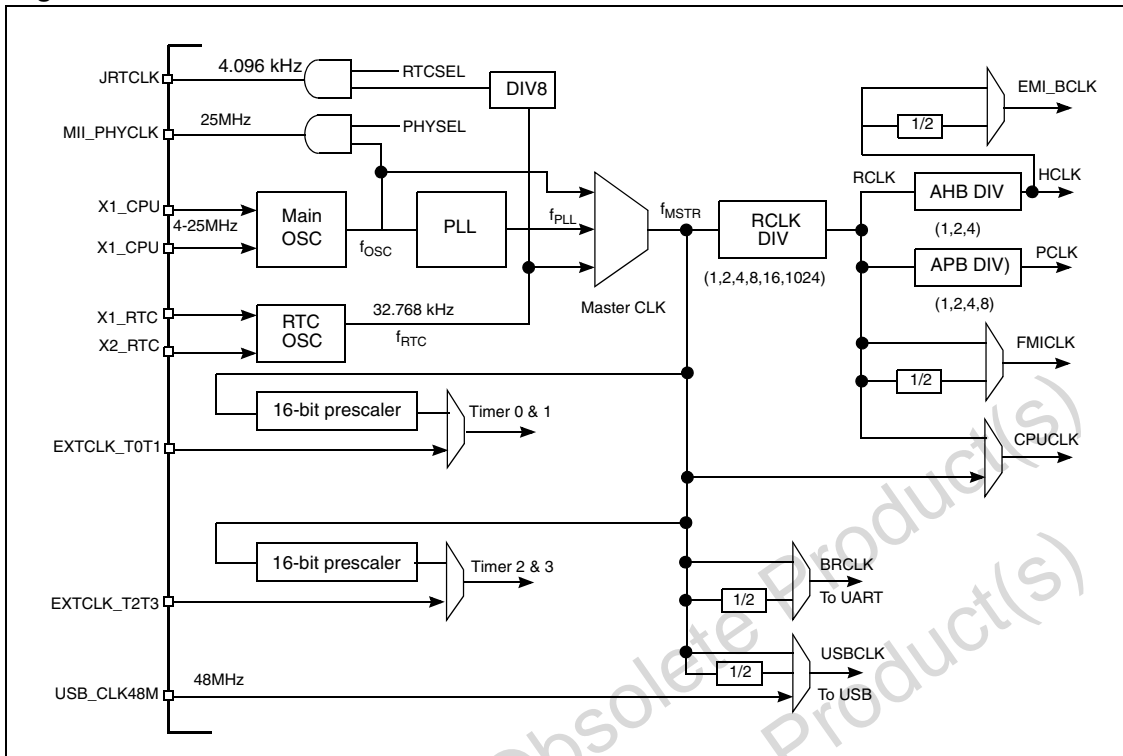 JRTCLK
4.096 kHz
RTCSEL
DIV8
EMI_BCLK
MII_PHYCLK
25MHz
PHYSEL
1/2
X1_CPU
4-25MHz
X1_CPU
Main
OSC
fOSC
PLL
fPLL
fMSTR
Master CLK
RCLK
DIV
(1,2,4,8,16,1024)
RCLK
AHB DIV
(1,2,4)
HCLK
APB DIV)
(1,2,4,8)
PCLK
X1_RTC
X2_RTC
RTC
OSC
32.768 kHz
fRTC
FMICLK
1/2
16-bit prescaler
Timer 0 & 1
EXTCLK_T0T1
CPUCLK
16-bit prescaler
Timer 2 & 3
EXTCLK_T2T3
BRCLK
1/2
To UART
USBCLK
1/2
To USB
USB_CLK48M
48MHz
Obsolete Product(s)
Product(s)